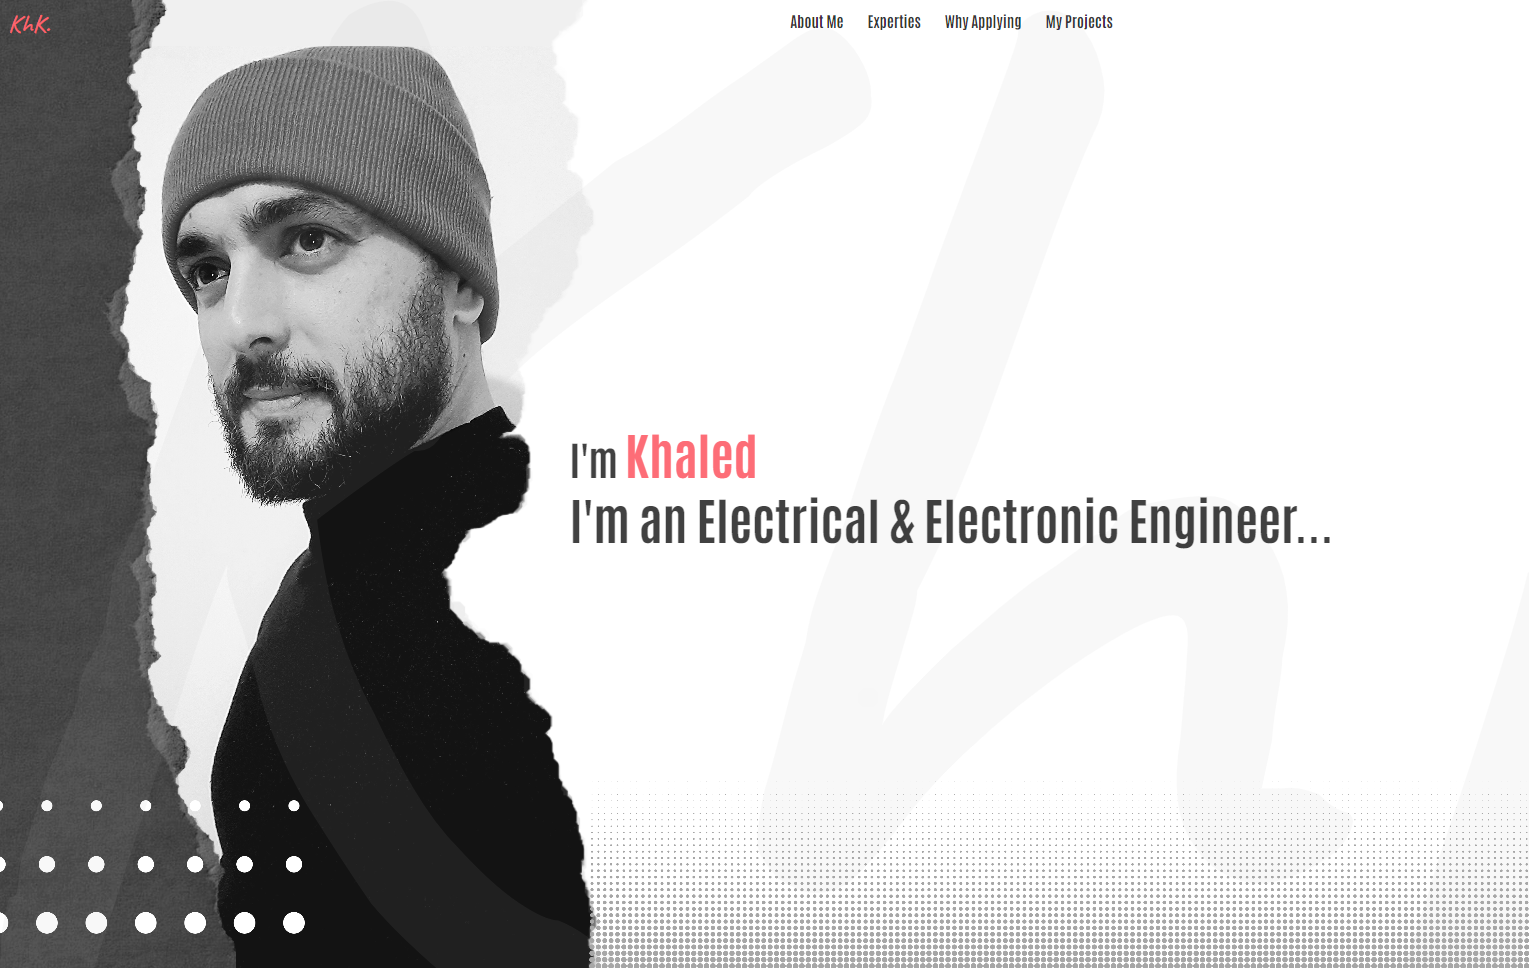 KhK.
About Me Experties Why Applying My Projects
I'm Khaled
I'm an Electrical & Electronic Engineer...